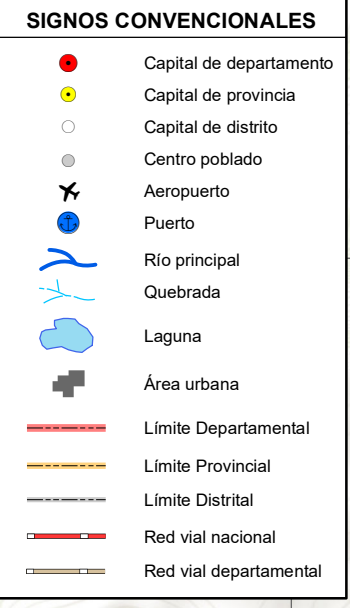 SIGNOS CONVENCIONALES
Capital de departamento
Capital de provincia
Capital de distrito
Centro poblado
Aeropuerto
Puerto
Río principal
Quebrada
Laguna
Área urbana
Límite Departamental
Límite Provincial
Límite Distrital
Red vial nacional
Red vial departamental